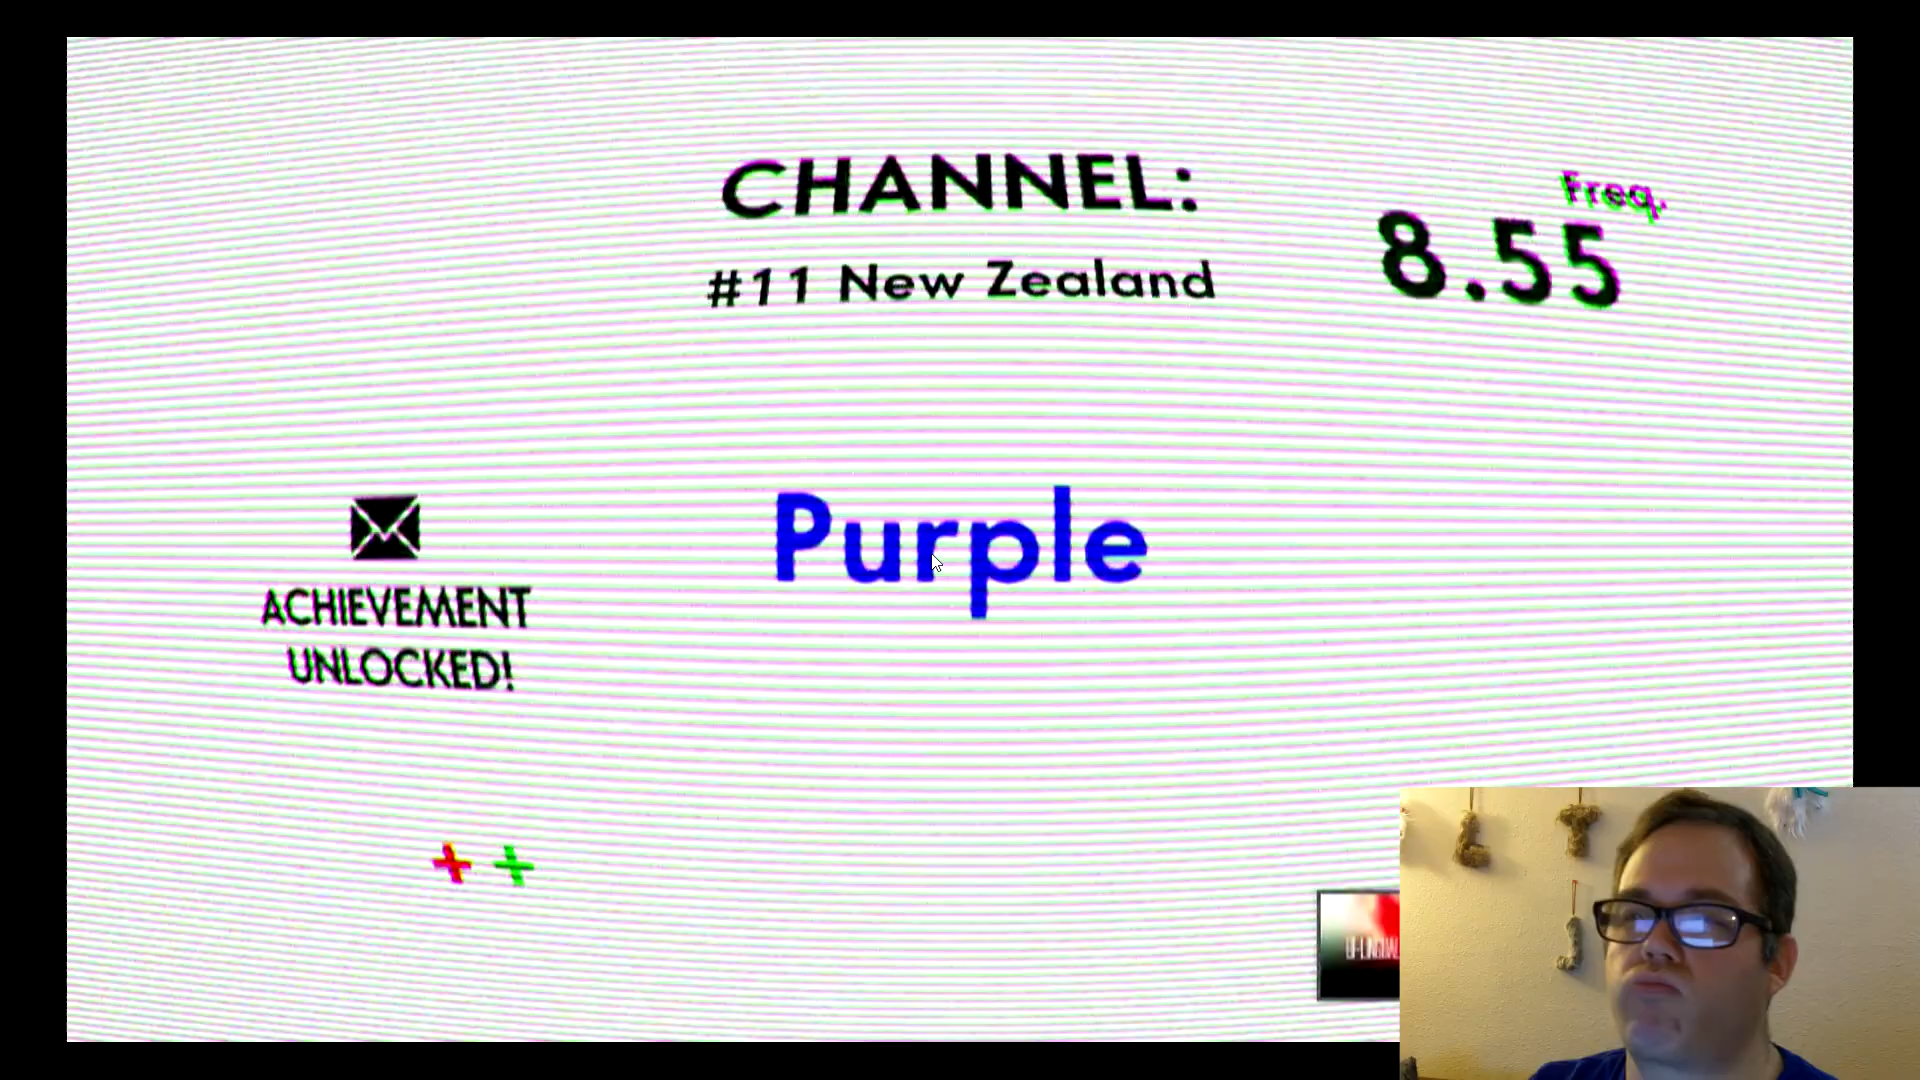 CHANNEL:
#11 New Zealand
Freq.
8.55
Purple
ACHIEVEMENT
UNLOCKED!